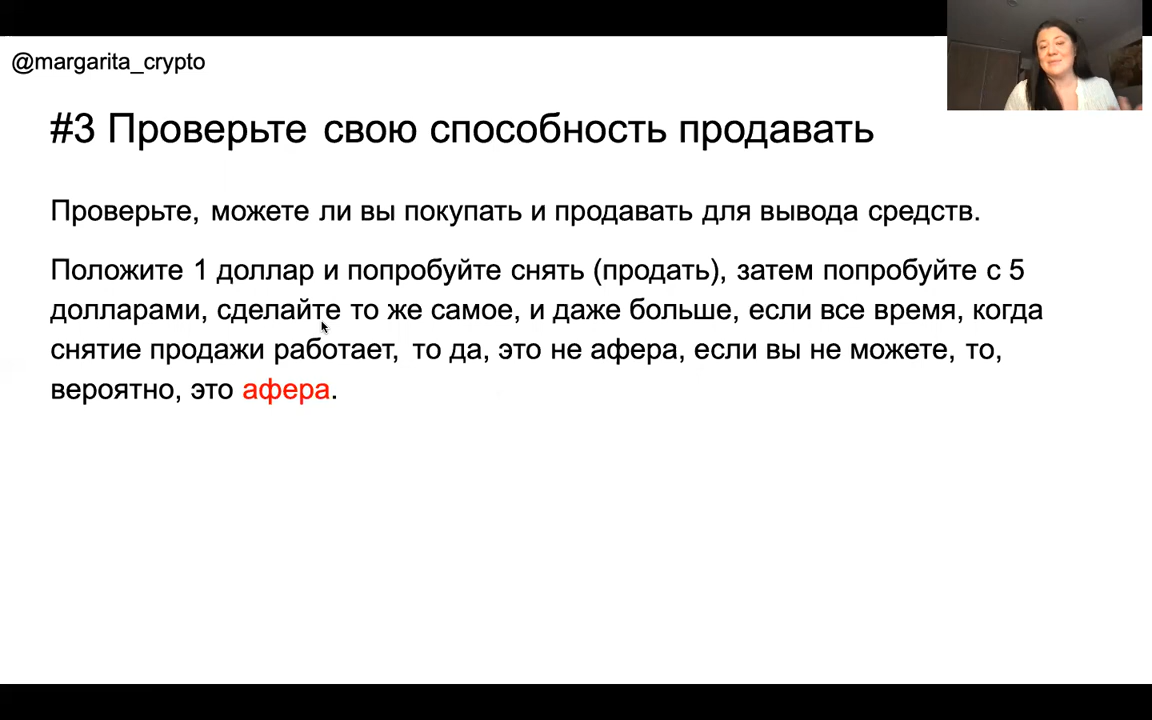 @margarita_crypto
#3 Проверьте свою способность продавать
Проверьте, можете ли вы покупать и продавать для вывода средств.
Положите 1 доллар и попробуйте снять (продать), затем попробуйте с 5
долларами, сделайте то же самое, и даже больше, если все время, когда
снятие продажи работает, то да, это не афера, если вы не можете, то,
вероятно, это афера.